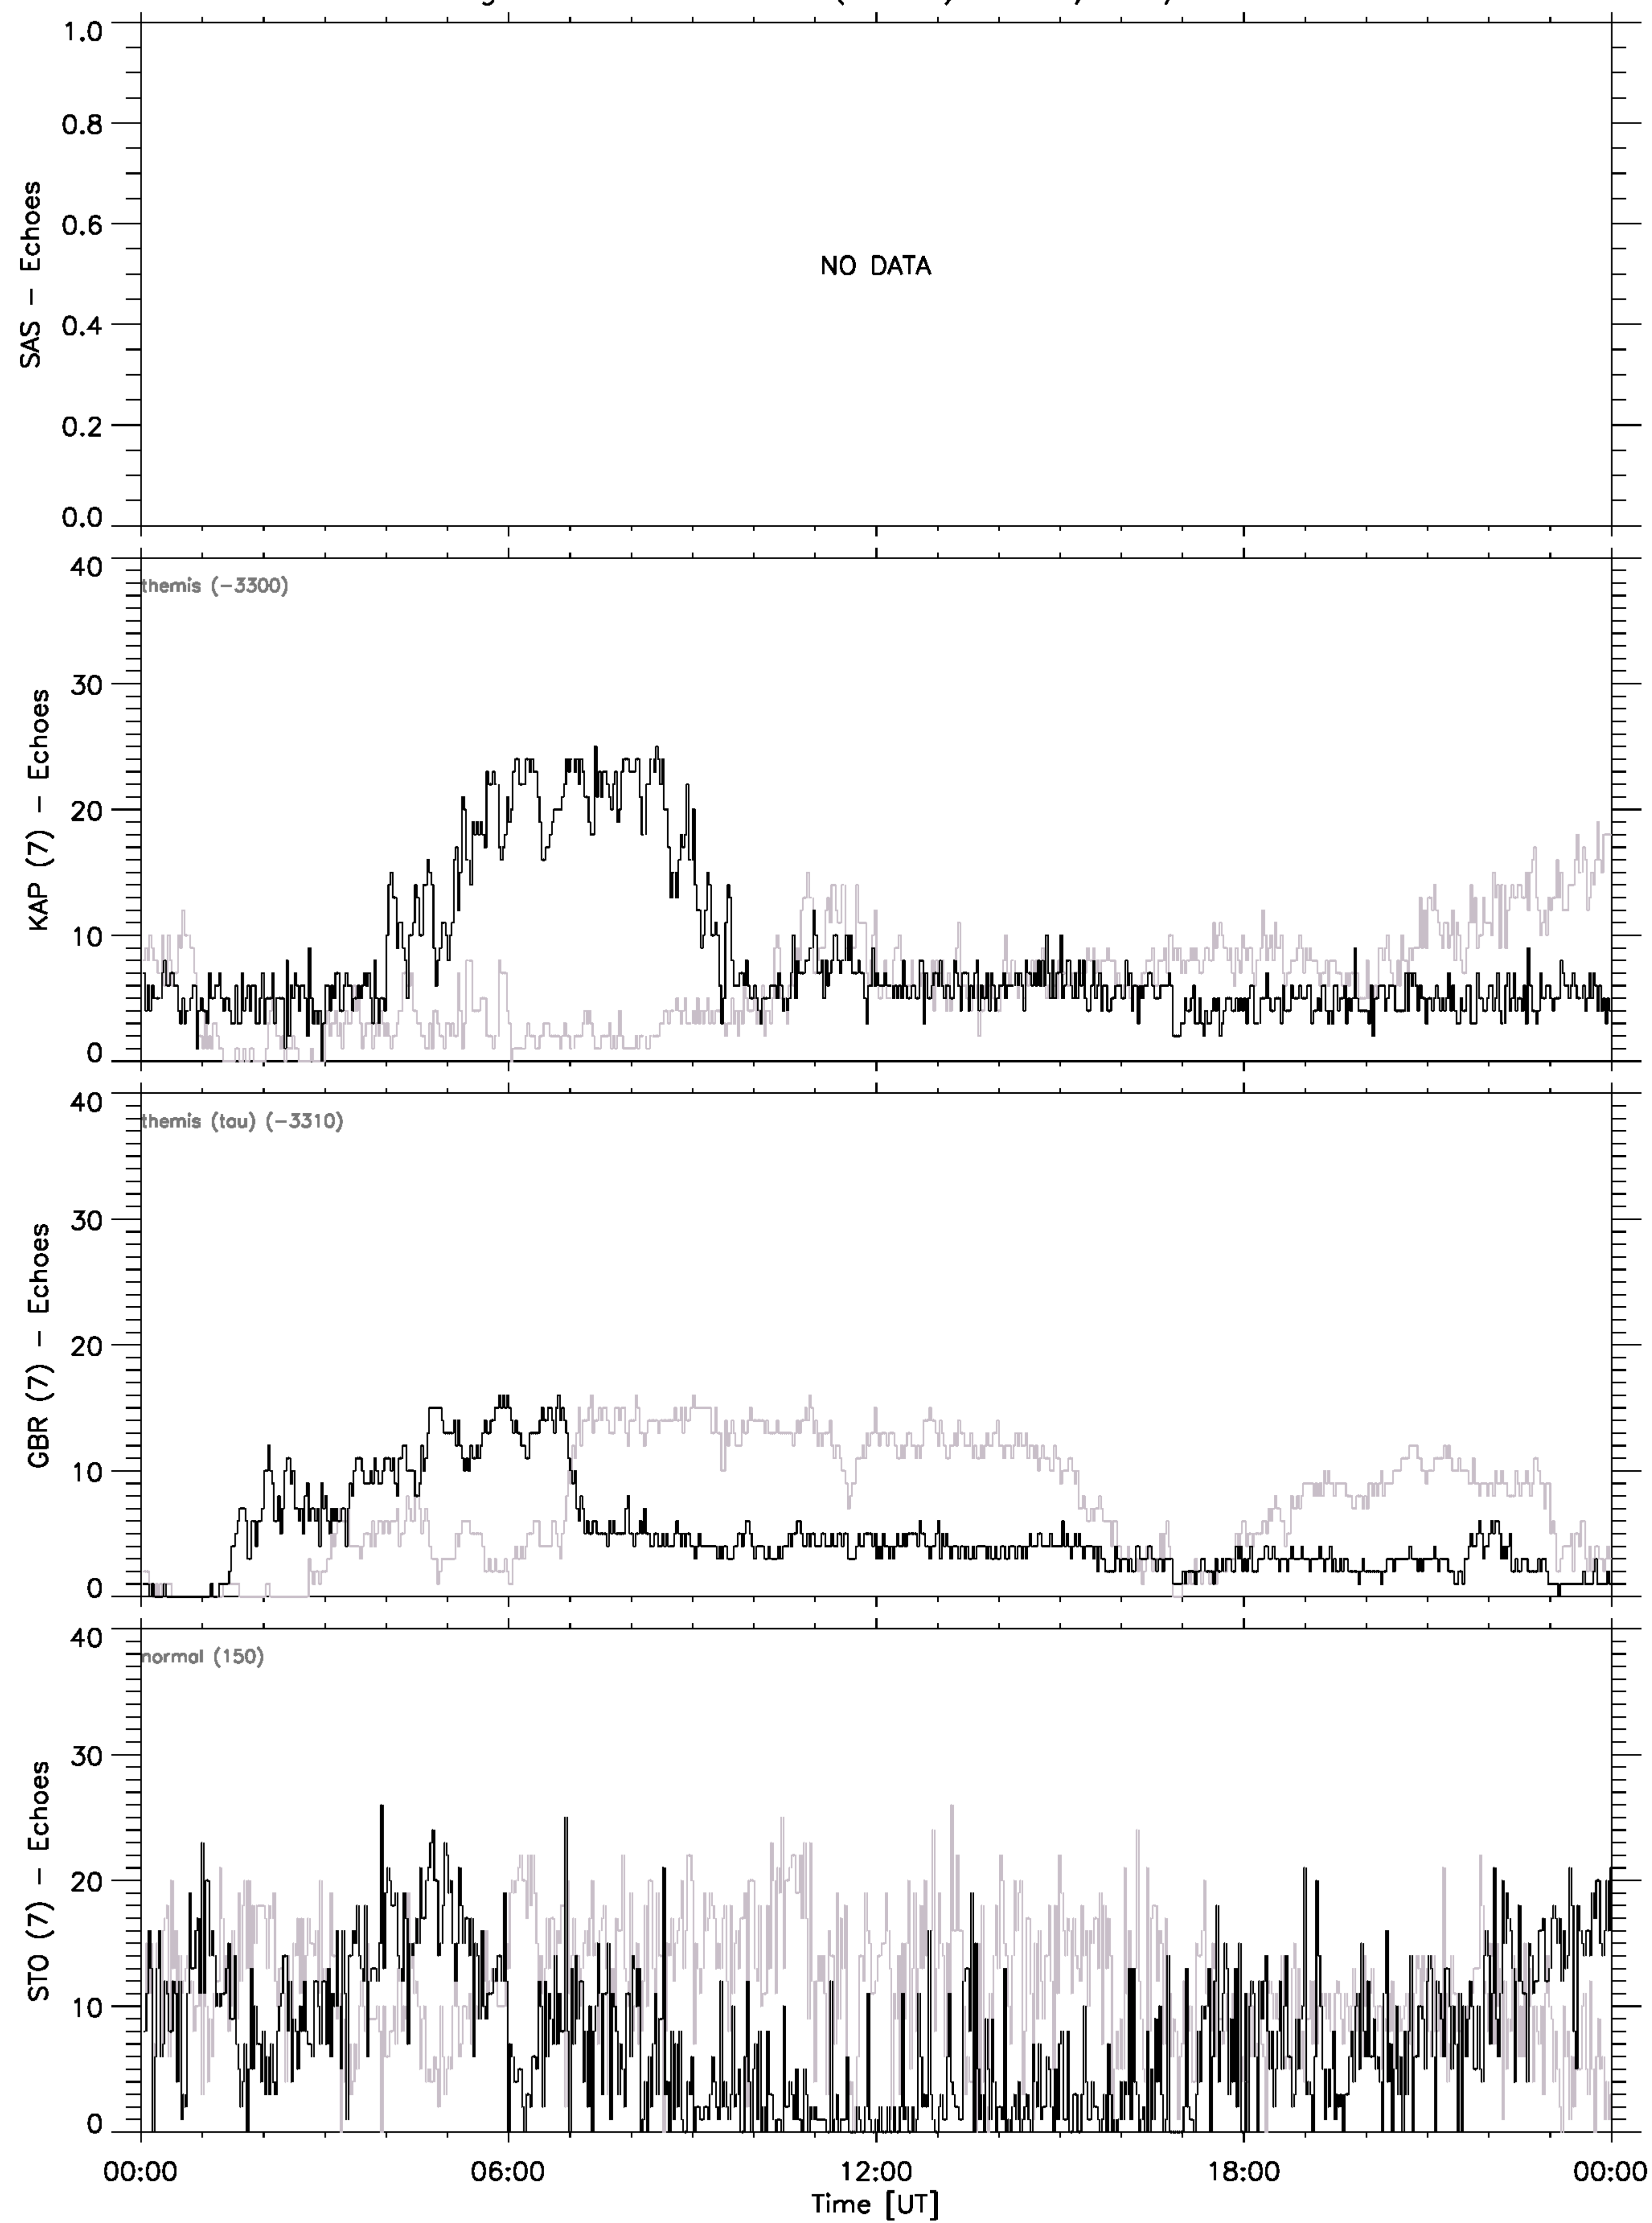 1.0
0.8
0.6
0.4
0.2
0.0
SAS – Echoes
NO DATA
40
30
20
10
0
KAP (7) – Echoes
themis (−3300)
40
30
20
10
0
GBR (7) – Echoes
themis (tau) (−3310)
40
30
20
10
0
STO (7) – Echoes
normal (150)
00:00 06:00 12:00 18:00 00:00
Time [UT]